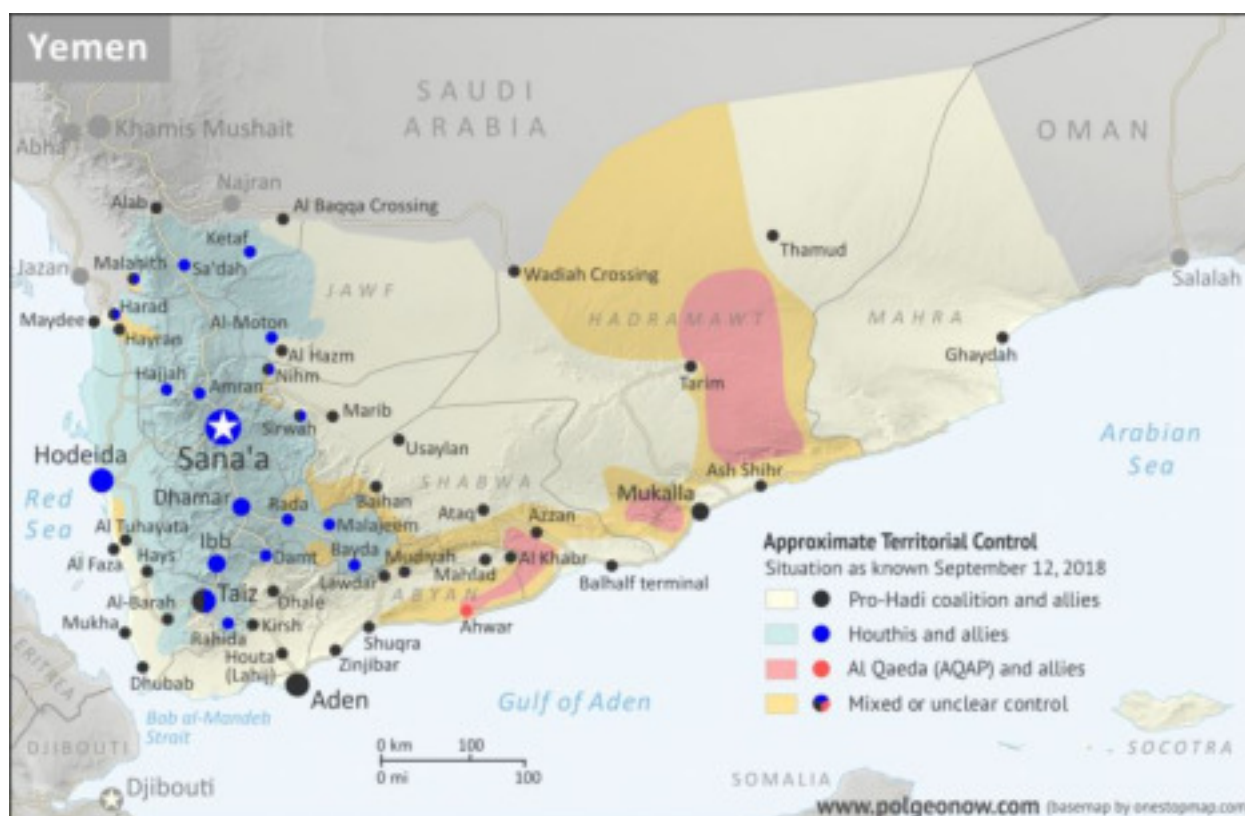 Yemen
SAUDI
ARABIA
OMAN
Khamis Mushait
Abha
Najran
Alab
Al Baqqa Crossing
Ketaf
Thamud
Jazan
Malahith
Sa'dah
Wadiah Crossing
Salalah
JAWF
Harad
Maydee
Al-Moton
HADRAMAWT
MAHRA
Hayran
Al Hazm
Ghaydah
Nihm
Hajjah
Amran
Tarim
Marib
Sirwah
Usaylan
Arabian
Sea
Sana'a
Hodeida
Ash Shihr
SHABWA
Mukalla
Red
Sea
Dhamar
Rada
Baihan
Ataq
Azzan
Malajeem
Al Tuhayata
Ibb
Bayda
Mudiyah
Al Faza
Hays
Damt
Lawdar
Mahfad
Al Khabr
Balhalf terminal
ABYAN
Al-Barah
Taiz
Dhale
Mukha
Rahida
Kirsh
Ahwar
Shuqra
Houta
(Lahij)
Zinjibar
Dhubab
Aden
ERITREA
Bab al-Mandeb
Strait
Gulf of Aden
DJIBOUTI
Djibouti
0 km 100
0 mi 100
Approximate Territorial Control
Situation as known September 12, 2018
Pro-Hadi coalition and allies
Houthis and allies
Al Qaeda (AQAP) and allies
Mixed or unclear control
SOCOTRA
SOMALIA
www.polgeonow.com (basemap by onestopmap.com)